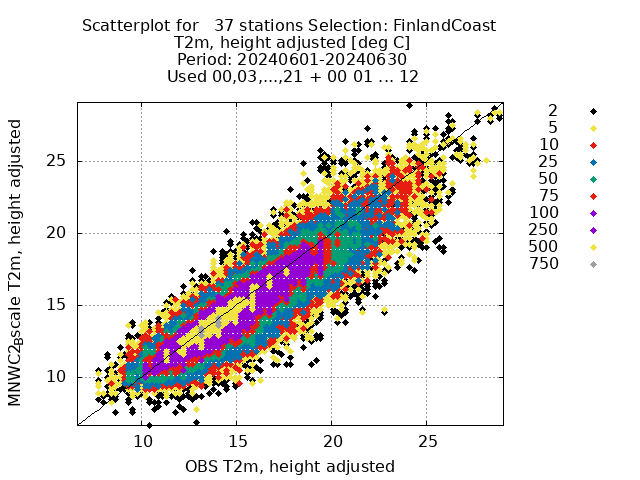 Scatterplot for   37 stations Selection: FinlandCoast
T2m, height adjusted [deg C]
Period: 20240601-20240630
Used 00,03,...,21 + 00 01 ... 12
MNWC2_Bscale T2m, height adjusted
25
20
15
10
10 15 20 25
OBS T2m, height adjusted
2
5
10
25
50
75
100
250
500
750